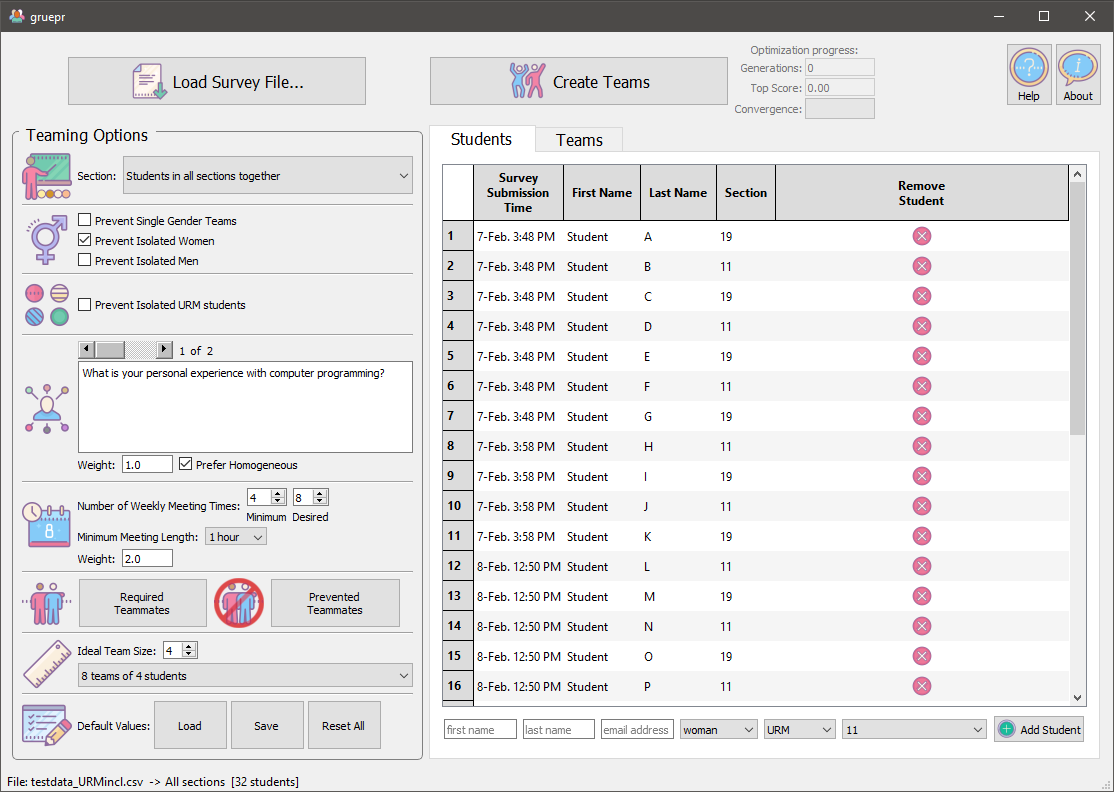 gruepr
Load Survey File...
Create Teams
Optimization progress:
Generations: 0
Top Score: 0.00
Convergence:
Help
About
Teaming Options
Section: Students in all sections together
Prevent Single Gender Teams
Prevent Isolated Women
Prevent Isolated Men
Prevent Isolated URM students
1 of 2
What is your personal experience with computer programming?
Weight: 1.0 Prefer Homogeneous
Number of Weekly Meeting Times: 4 8
Minimum Desired
8
Minimum Meeting Length: 1 hour
Weight: 2.0
Required
Teammates
Prevented
Teammates
Ideal Team Size: 4
8 teams of 4 students
Default Values: Load Save Reset All
Students Teams
Survey
Submission
Time
First Name
Last Name
Section
Remove
Student
1 7-Feb. 3:48 PM Student A 19
2 7-Feb. 3:48 PM Student B 11
3 7-Feb. 3:48 PM Student C 19
4 7-Feb. 3:48 PM Student D 11
5 7-Feb. 3:48 PM Student E 19
6 7-Feb. 3:48 PM Student F 11
7 7-Feb. 3:48 PM Student G 19
8 7-Feb. 3:58 PM Student H 11
9 7-Feb. 3:58 PM Student I 19
10 7-Feb. 3:58 PM Student J 11
11 7-Feb. 3:58 PM Student K 19
12 8-Feb. 12:50 PM Student L 11
13 8-Feb. 12:50 PM Student M 19
14 8-Feb. 12:50 PM Student N 11
15 8-Feb. 12:50 PM Student O 19
16 8-Feb. 12:50 PM Student P 11
first name last name email address woman URM 11 Add Student
File: testdata_URMincl.csv -> All sections [32 students]